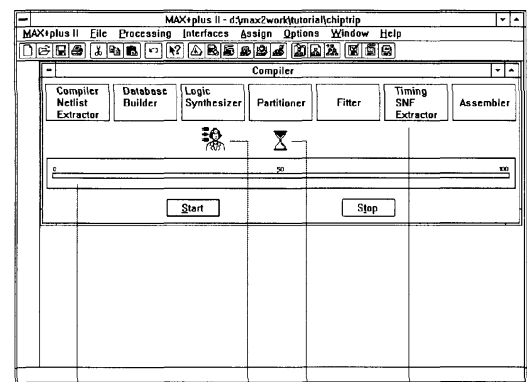 MAX+plus II - d:\max2work\tutorial\chiptrip
MAX+plus II File Processing Interfaces Assign Options Window Help
Compiler
Compiler Netlist Extractor
Database Builder
Logic Synthesizer
Partitioner
Fitter
Timing SNF Extractor
Assembler
0 50 100
Start Stop